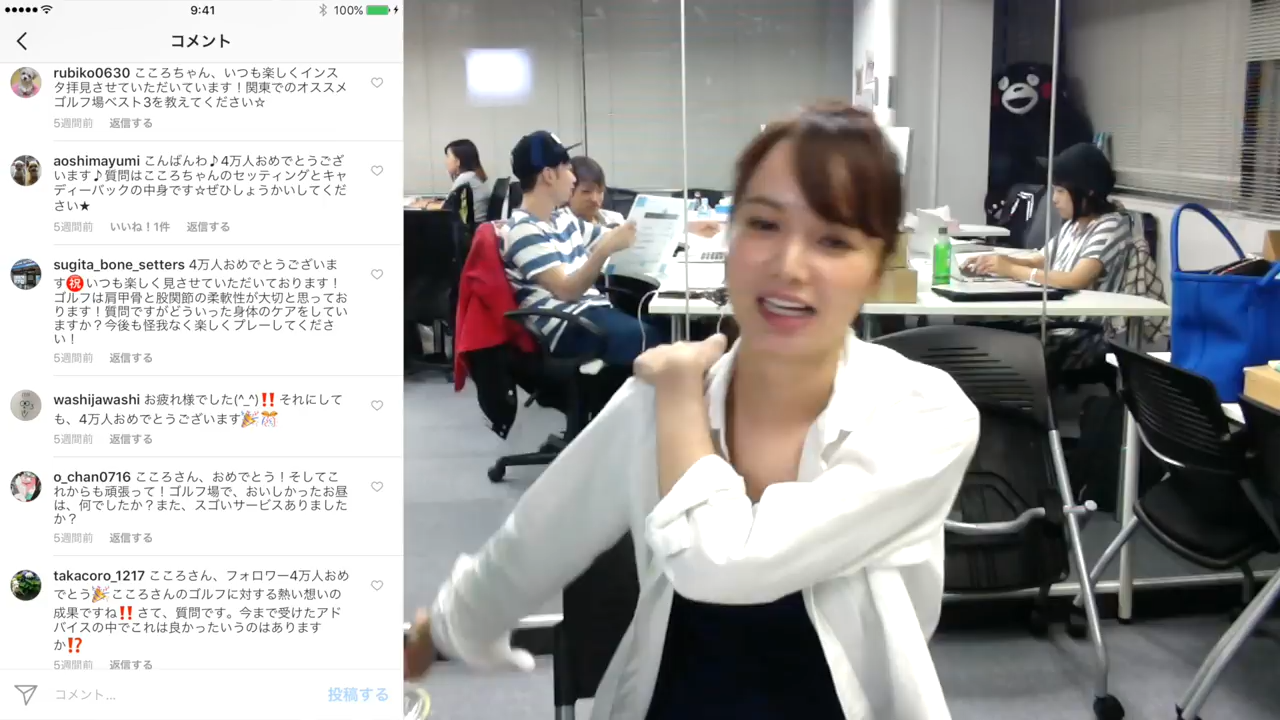 9:41
100%
コメント
rubiko0630 こころちゃん、いつも楽しくインス
タ拝見させていただいています！関東でのオススメ
ゴルフ場ベスト3を教えてください☆
5週間前 返信する
aoshimayumi こんばんわ♪4万人おめでとうござ
います♪質問はこころちゃんのセッティングとキャ
ディーバックの中身です☆ぜひしょうかいしてくだ
さい★
5週間前 いいね！1件 返信する
sugita_bone_setters 4万人おめでとうございま
す㊗️いつも楽しく見させていただいております！
ゴルフは肩甲骨と股関節の柔軟性が大切と思ってお
ります！質問ですがどういった身体のケアをしてい
ますか？今後も怪我なく楽しくプレーしてくださ
い！
5週間前 返信する
washijawashi お疲れ様でした(^_^)‼️それにして
も、4万人おめでとうございます🎉🎊
5週間前 返信する
o_chan0716 こころさん、おめでとう！そしてこ
れからも頑張って！ゴルフ場で、おいしかったお昼
は、何でしたか？また、スゴいサービスありました
か？
5週間前 返信する
takacoro_1217 こころさん、フォロワー4万人おめ
でとう🎉こころさんのゴルフに対する熱い想いの
成果ですね‼️さて、質問です。今まで受けたアド
バイスの中でこれは良かったいうのはあります
か⁉️
5週間前 返信する
コメント... 投稿する